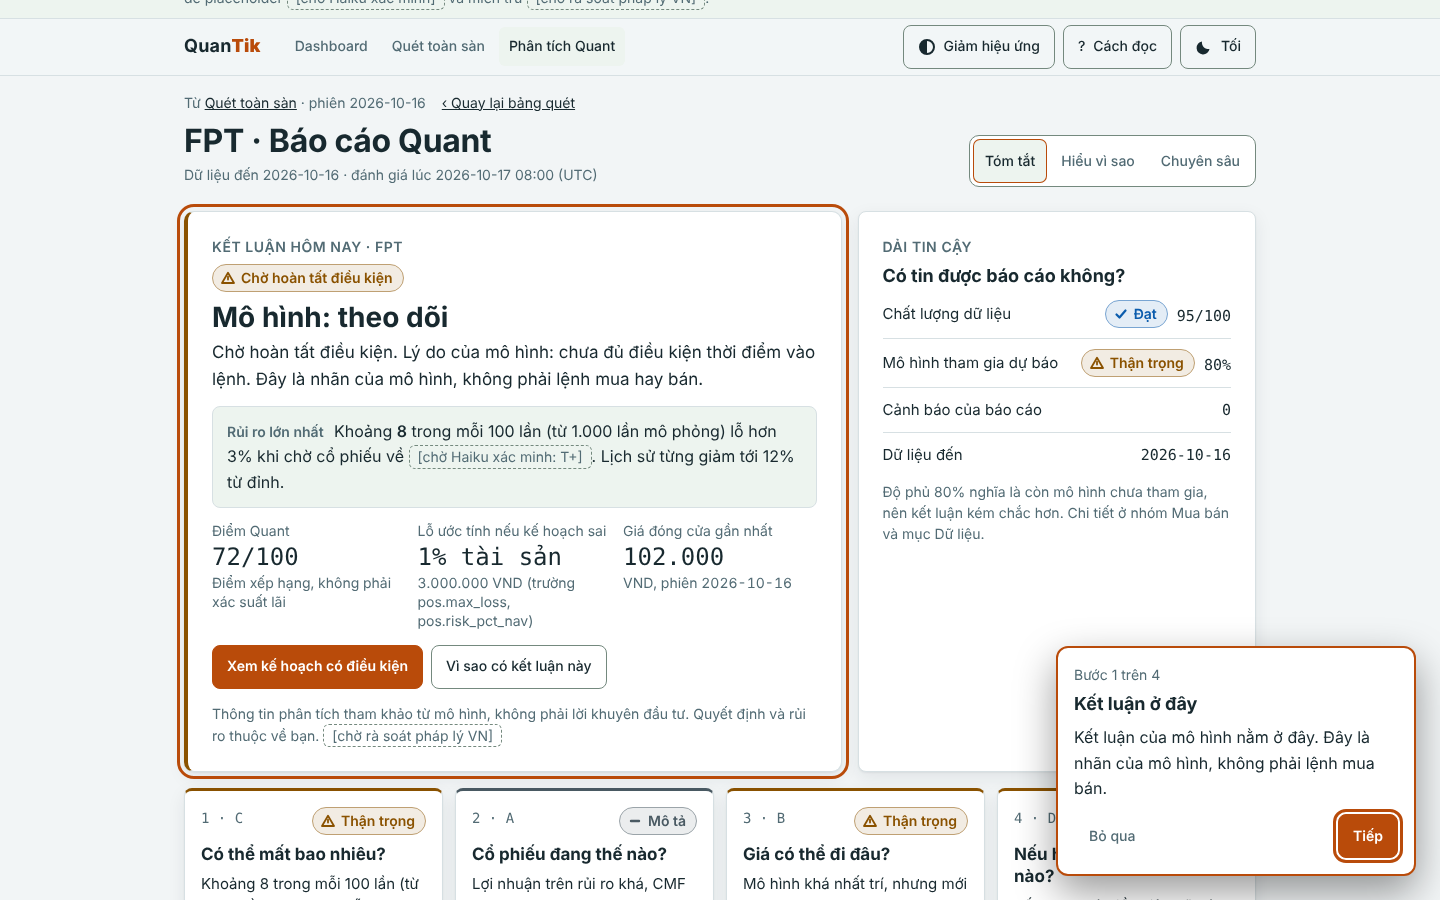 để placeholder [chờ Haiku xác minh] và miễn trừ [chờ rà soát pháp lý VN].
QuanTik
Dashboard
Quét toàn sàn
Phân tích Quant
Giảm hiệu ứng
? Cách đọc
Tối
Từ Quét toàn sàn · phiên 2026-10-16
‹ Quay lại bảng quét
FPT · Báo cáo Quant
Dữ liệu đến 2026-10-16 · đánh giá lúc 2026-10-17 08:00 (UTC)
Tóm tắt
Hiểu vì sao
Chuyên sâu
KẾT LUẬN HÔM NAY · FPT
Chờ hoàn tất điều kiện
Mô hình: theo dõi
Chờ hoàn tất điều kiện. Lý do của mô hình: chưa đủ điều kiện thời điểm vào
lệnh. Đây là nhãn của mô hình, không phải lệnh mua hay bán.
Rủi ro lớn nhất Khoảng 8 trong mỗi 100 lần (từ 1.000 lần mô phỏng) lỗ hơn
3% khi chờ cổ phiếu về [chờ Haiku xác minh: T+]. Lịch sử từng giảm tới 12%
từ đỉnh.
Điểm Quant
72/100
Điểm xếp hạng, không phải
xác suất lãi
Lỗ ước tính nếu kế hoạch sai
1% tài sản
3.000.000 VND (trường
pos.max_loss,
pos.risk_pct_nav)
Giá đóng cửa gần nhất
102.000
VND, phiên 2026-10-16
Xem kế hoạch có điều kiện
Vì sao có kết luận này
Thông tin phân tích tham khảo từ mô hình, không phải lời khuyên đầu tư. Quyết định và rủi
ro thuộc về bạn. [chờ rà soát pháp lý VN]
DẢI TIN CẬY
Có tin được báo cáo không?
Chất lượng dữ liệu
Đạt
95/100
Mô hình tham gia dự báo
Thận trọng
80%
Cảnh báo của báo cáo
0
Dữ liệu đến
2026-10-16
Độ phủ 80% nghĩa là còn mô hình chưa tham gia,
nên kết luận kém chắc hơn. Chi tiết ở nhóm Mua bán
và mục Dữ liệu.
1 · C
Thận trọng
Có thể mất bao nhiêu?
Khoảng 8 trong mỗi 100 lần (từ
2 · A
Mô tả
Cổ phiếu đang thế nào?
Lợi nhuận trên rủi ro khá, CMF
3 · B
Thận trọng
Giá có thể đi đâu?
Mô hình khá nhất trí, nhưng mới
4 · D
nào?
Bước 1 trên 4
Kết luận ở đây
Kết luận của mô hình nằm ở đây. Đây là
nhãn của mô hình, không phải lệnh mua
bán.
Bỏ qua
Tiếp